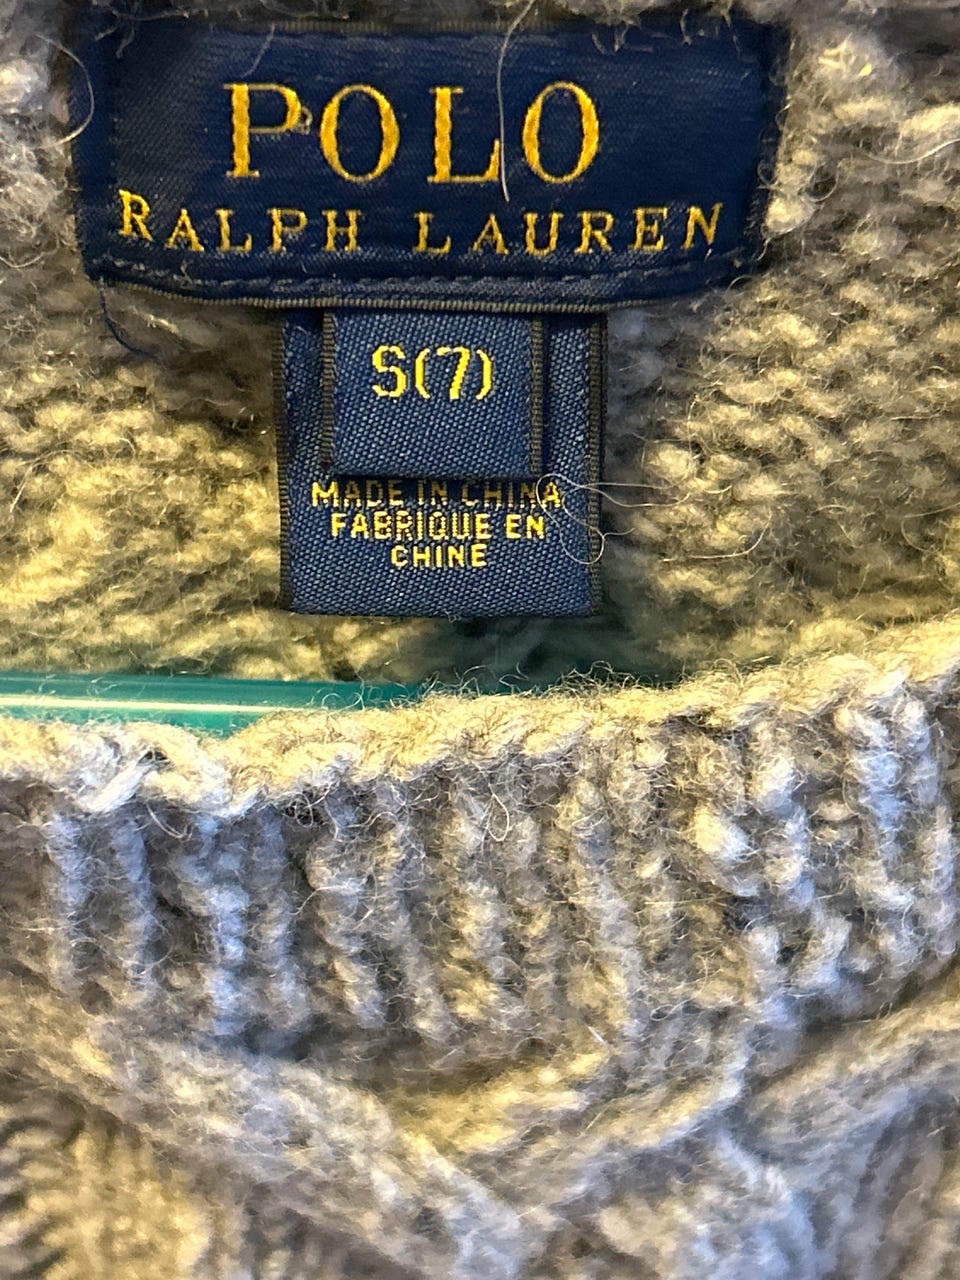 POLO
RALPH LAUREN
S(7)
MADE IN CHINA
FABRIQUE EN
CHINE